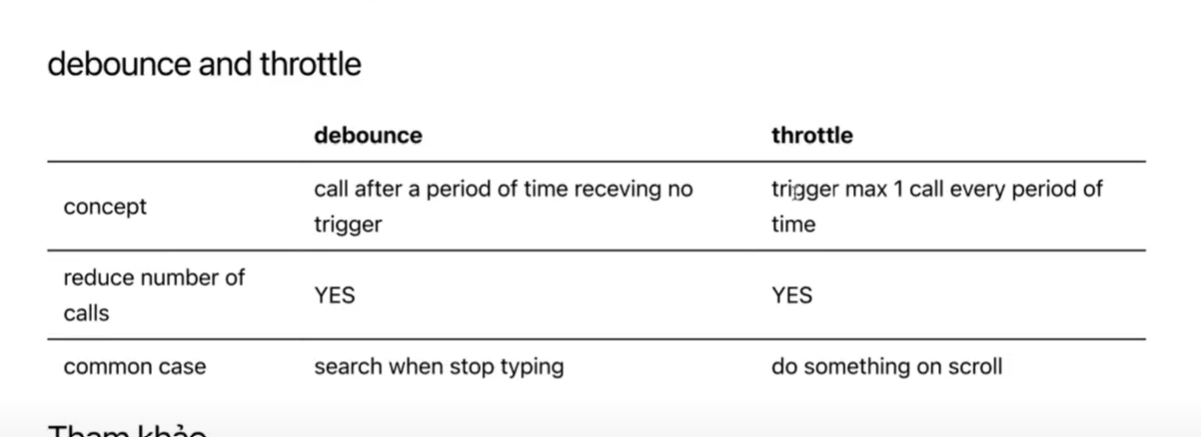 debounce and throttle
debounce throttle
concept
call after a period of time receving no
trigger
trigger max 1 call every period of
time
reduce number of
calls
YES
YES
common case
search when stop typing
do something on scroll
Tham khảo